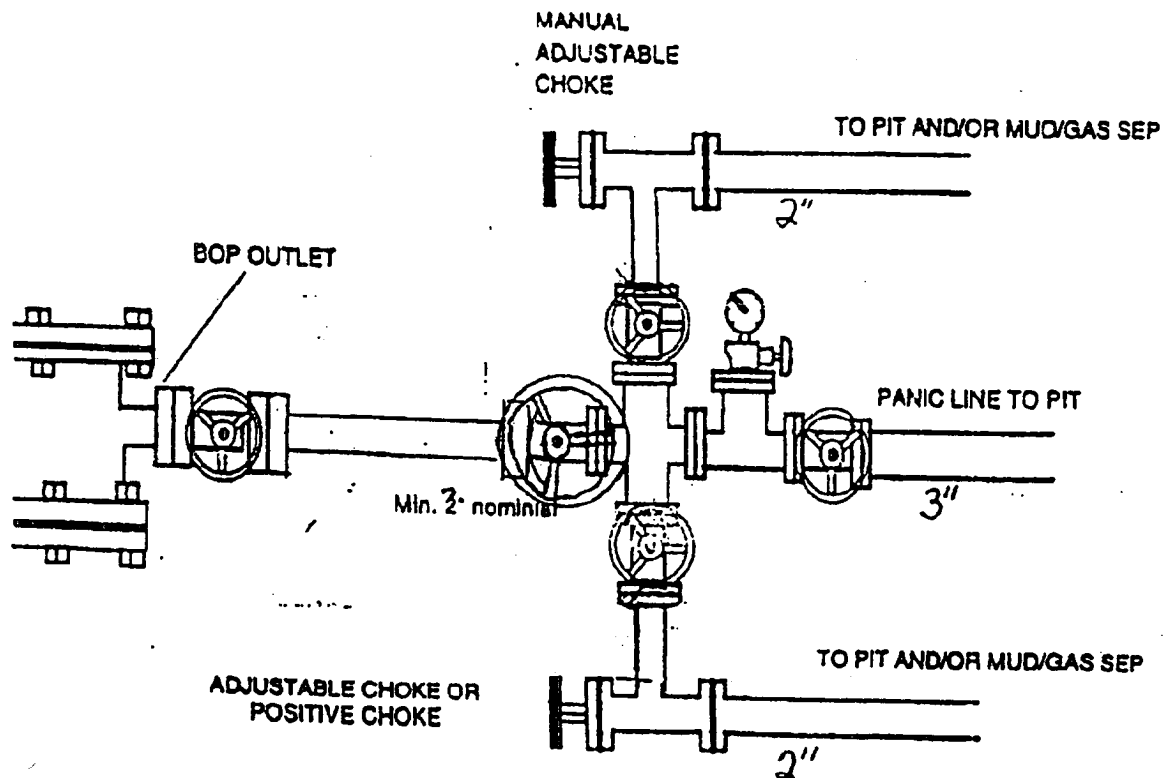 MANUAL
ADJUSTABLE
CHOKE
TO PIT AND/OR MUD/GAS SEP
2"
BOP OUTLET
PANIC LINE TO PIT
3"
Min. nominal
TO PIT AND/OR MUD/GAS SEP
ADJUSTABLE CHOKE OR
POSITIVE CHOKE
2"